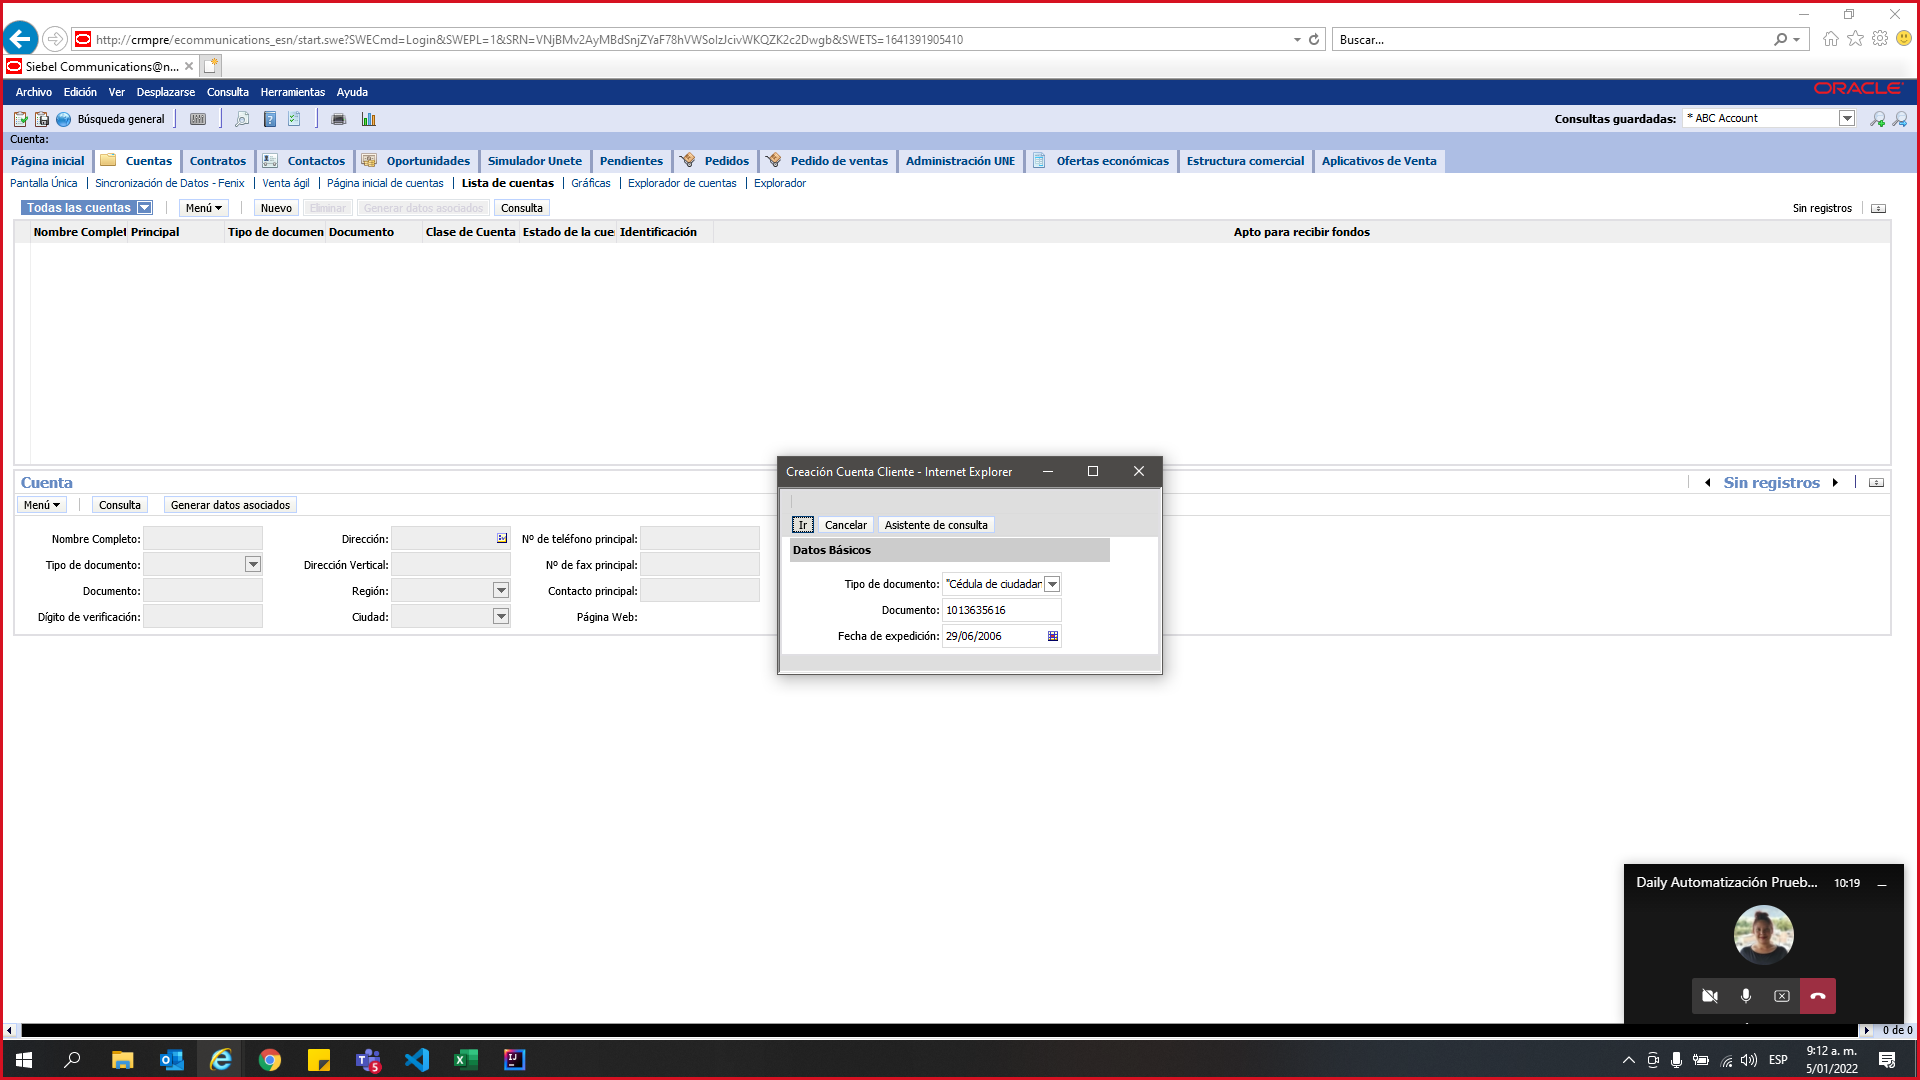 http://crmpre/ecommunications_esn/start.swe?SWECmd=Login&SWEPL=1&SRN=VNjBMv2AyMBdSnjZYaF78hVWSolzJcivWKQZK2c2Dwgb&SWETS=1641391905410
Buscar...
Siebel Communications@n...
Archivo Edición Ver Desplazarse Consulta Herramientas Ayuda
ORACLE
Búsqueda general
Consultas guardadas: * ABC Account
Cuenta:
Página inicial Cuentas Contratos Contactos Oportunidades Simulador Unete Pendientes Pedidos Pedido de ventas Administración UNE Ofertas económicas Estructura comercial Aplicativos de Venta
Pantalla Única Sincronización de Datos - Fenix Venta ágil Página inicial de cuentas Lista de cuentas Gráficas Explorador de cuentas Explorador
Todas las cuentas Menú Nuevo Eliminar Generar datos asociados Consulta Sin registros
Nombre Complet Principal Tipo de documen Documento Clase de Cuenta Estado de la cue Identificación Apto para recibir fondos
Creación Cuenta Cliente - Internet Explorer
Ir Cancelar Asistente de consulta
Datos Básicos
Tipo de documento: "Cédula de ciudadar
Documento: 1013635616
Fecha de expedición: 29/06/2006
Cuenta
Sin registros
Menú Consulta Generar datos asociados
Nombre Completo: Dirección: Nº de teléfono principal:
Tipo de documento: Dirección Vertical: Nº de fax principal:
Documento: Región: Contacto principal:
Dígito de verificación: Ciudad: Página Web:
Daily Automatización Prueb... 10:19
0 de 0
5
ESP
9:12 a. m.
5/01/2022